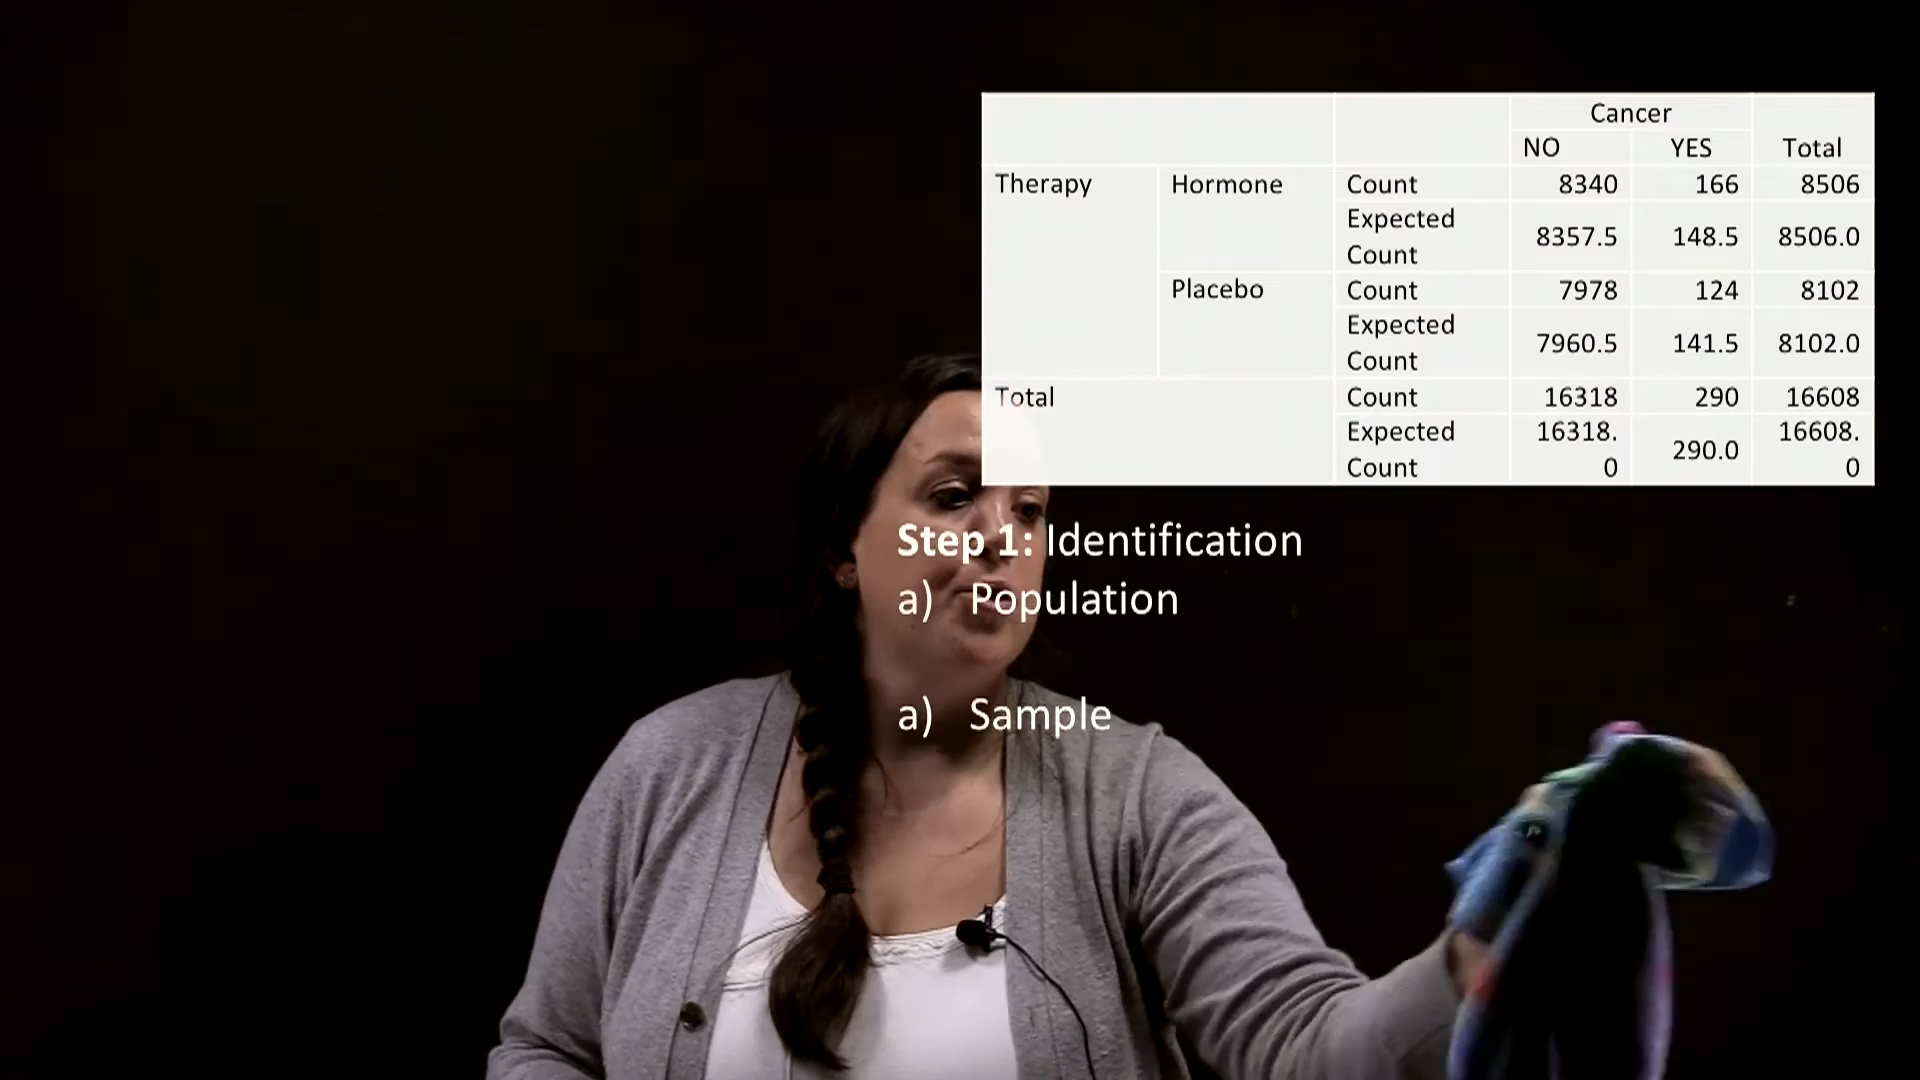 Cancer
NO YES Total
Therapy Hormone Count 8340 166 8506
Expected Count 8357.5 148.5 8506.0
Placebo Count 7978 124 8102
Expected Count 7960.5 141.5 8102.0
Total Count 16318 290 16608
Expected Count 16318.0 290.0 16608.0
Step 1: Identification
a) Population
a) Sample